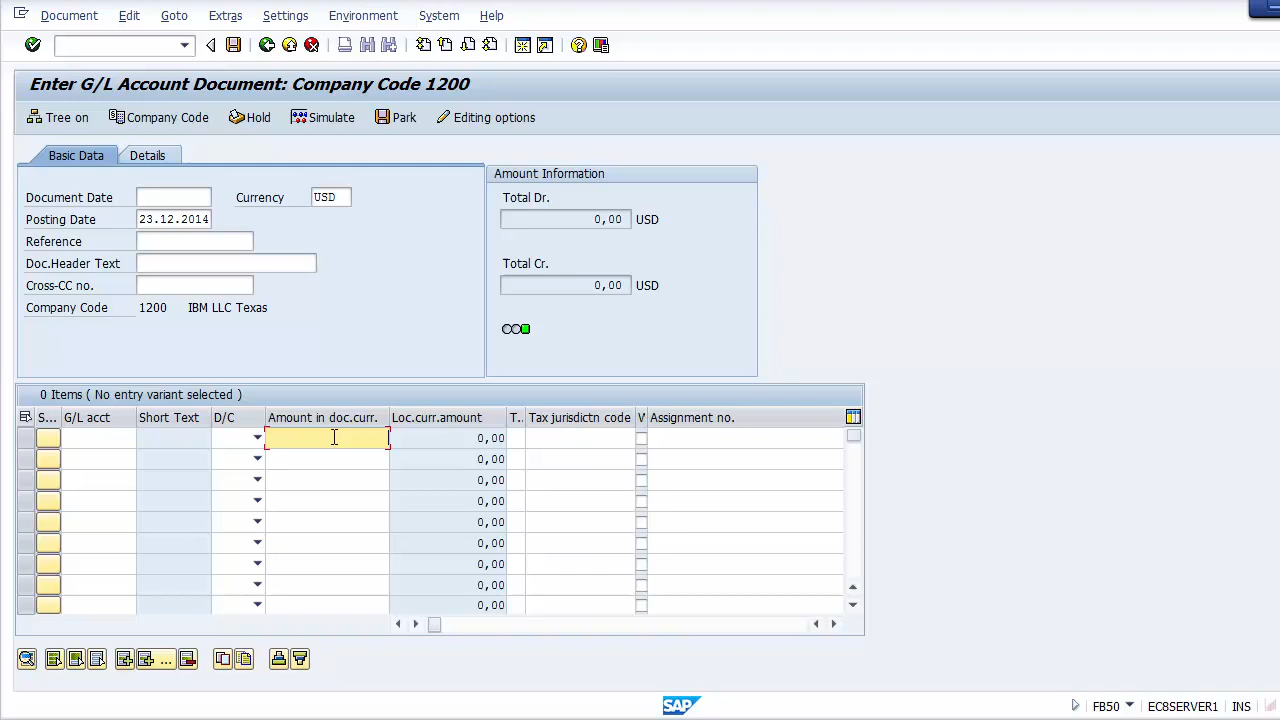 Document Edit Goto Extras Settings Environment System Help
Enter G/L Account Document: Company Code 1200
Tree on Company Code Hold Simulate Park Editing options
Basic Data Details
Amount Information
Document Date Currency USD
Total Dr.
Posting Date 23.12.2014
0,00 USD
Reference
Doc.Header Text
Total Cr.
Cross-CC no.
0,00 USD
Company Code 1200 IBM LLC Texas
0 Items ( No entry variant selected )
S... G/L acct Short Text D/C Amount in doc.curr. Loc.curr.amount T.. Tax jurisdictn code V Assignment no.
0,00
0,00
0,00
0,00
0,00
0,00
0,00
0,00
0,00
...
SAP
FB50 EC8SERVER1 INS